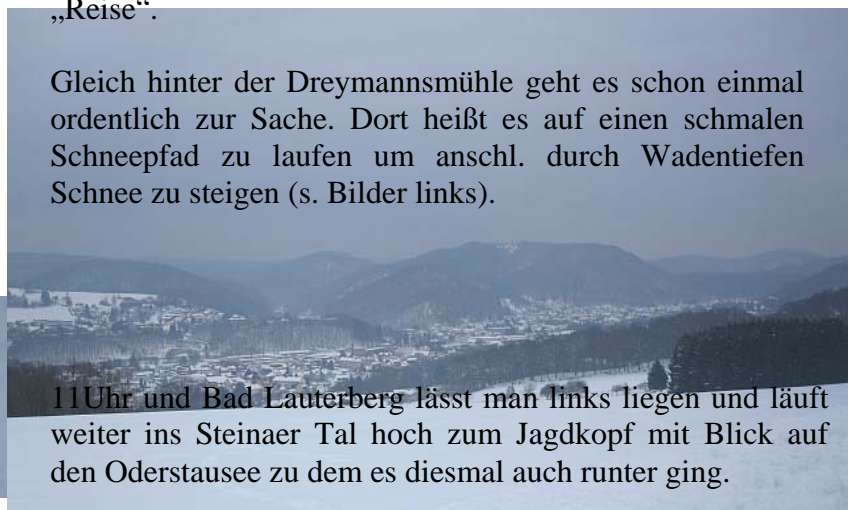 „Reise“.
Gleich hinter der Dreymannsmühle geht es schon einmal
ordentlich zur Sache. Dort heißt es auf einen schmalen
Schneepfad zu laufen um anschl. durch Wadentiefen
Schnee zu steigen (s. Bilder links).
11Uhr und Bad Lauterberg lässt man links liegen und läuft
weiter ins Steinaer Tal hoch zum Jagdkopf mit Blick auf
den Oderstausee zu dem es diesmal auch runter ging.